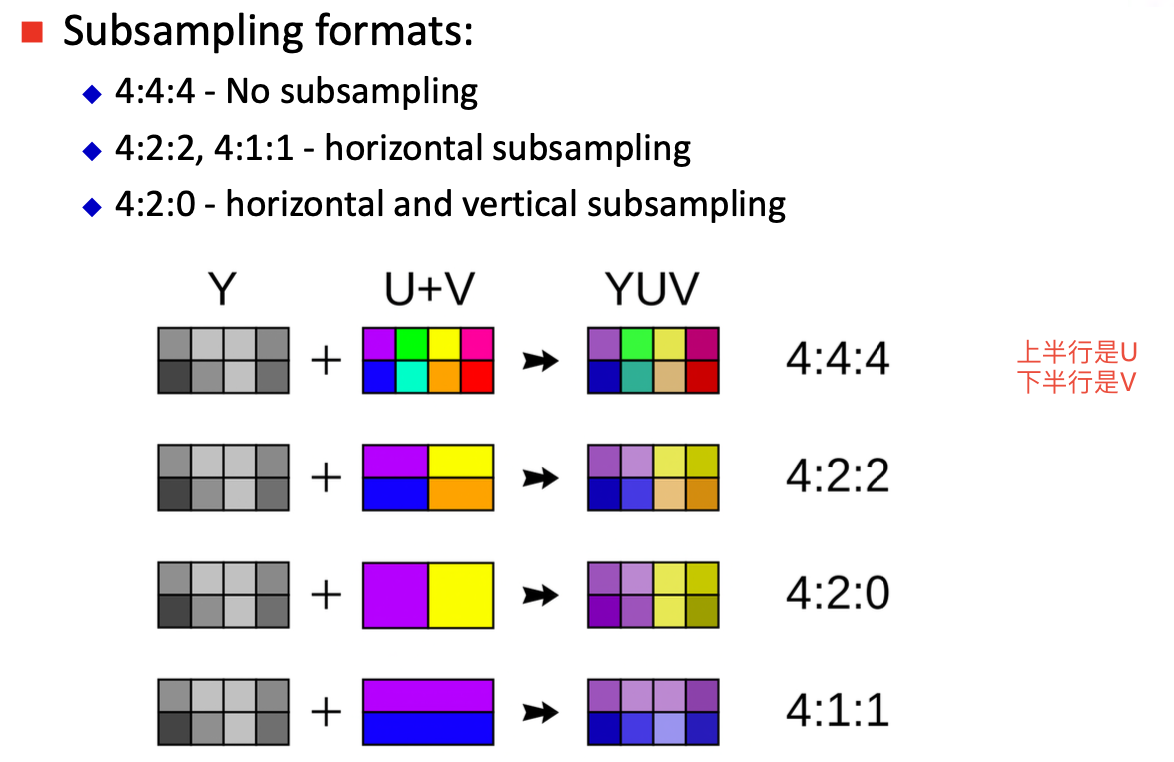 Subsampling formats:
4:4:4 - No subsampling
4:2:2, 4:1:1 - horizontal subsampling
4:2:0 - horizontal and vertical subsampling
Y U+V YUV
+ 4:4:4
上半行是U
下半行是V
+ 4:2:2
+ 4:2:0
+ 4:1:1